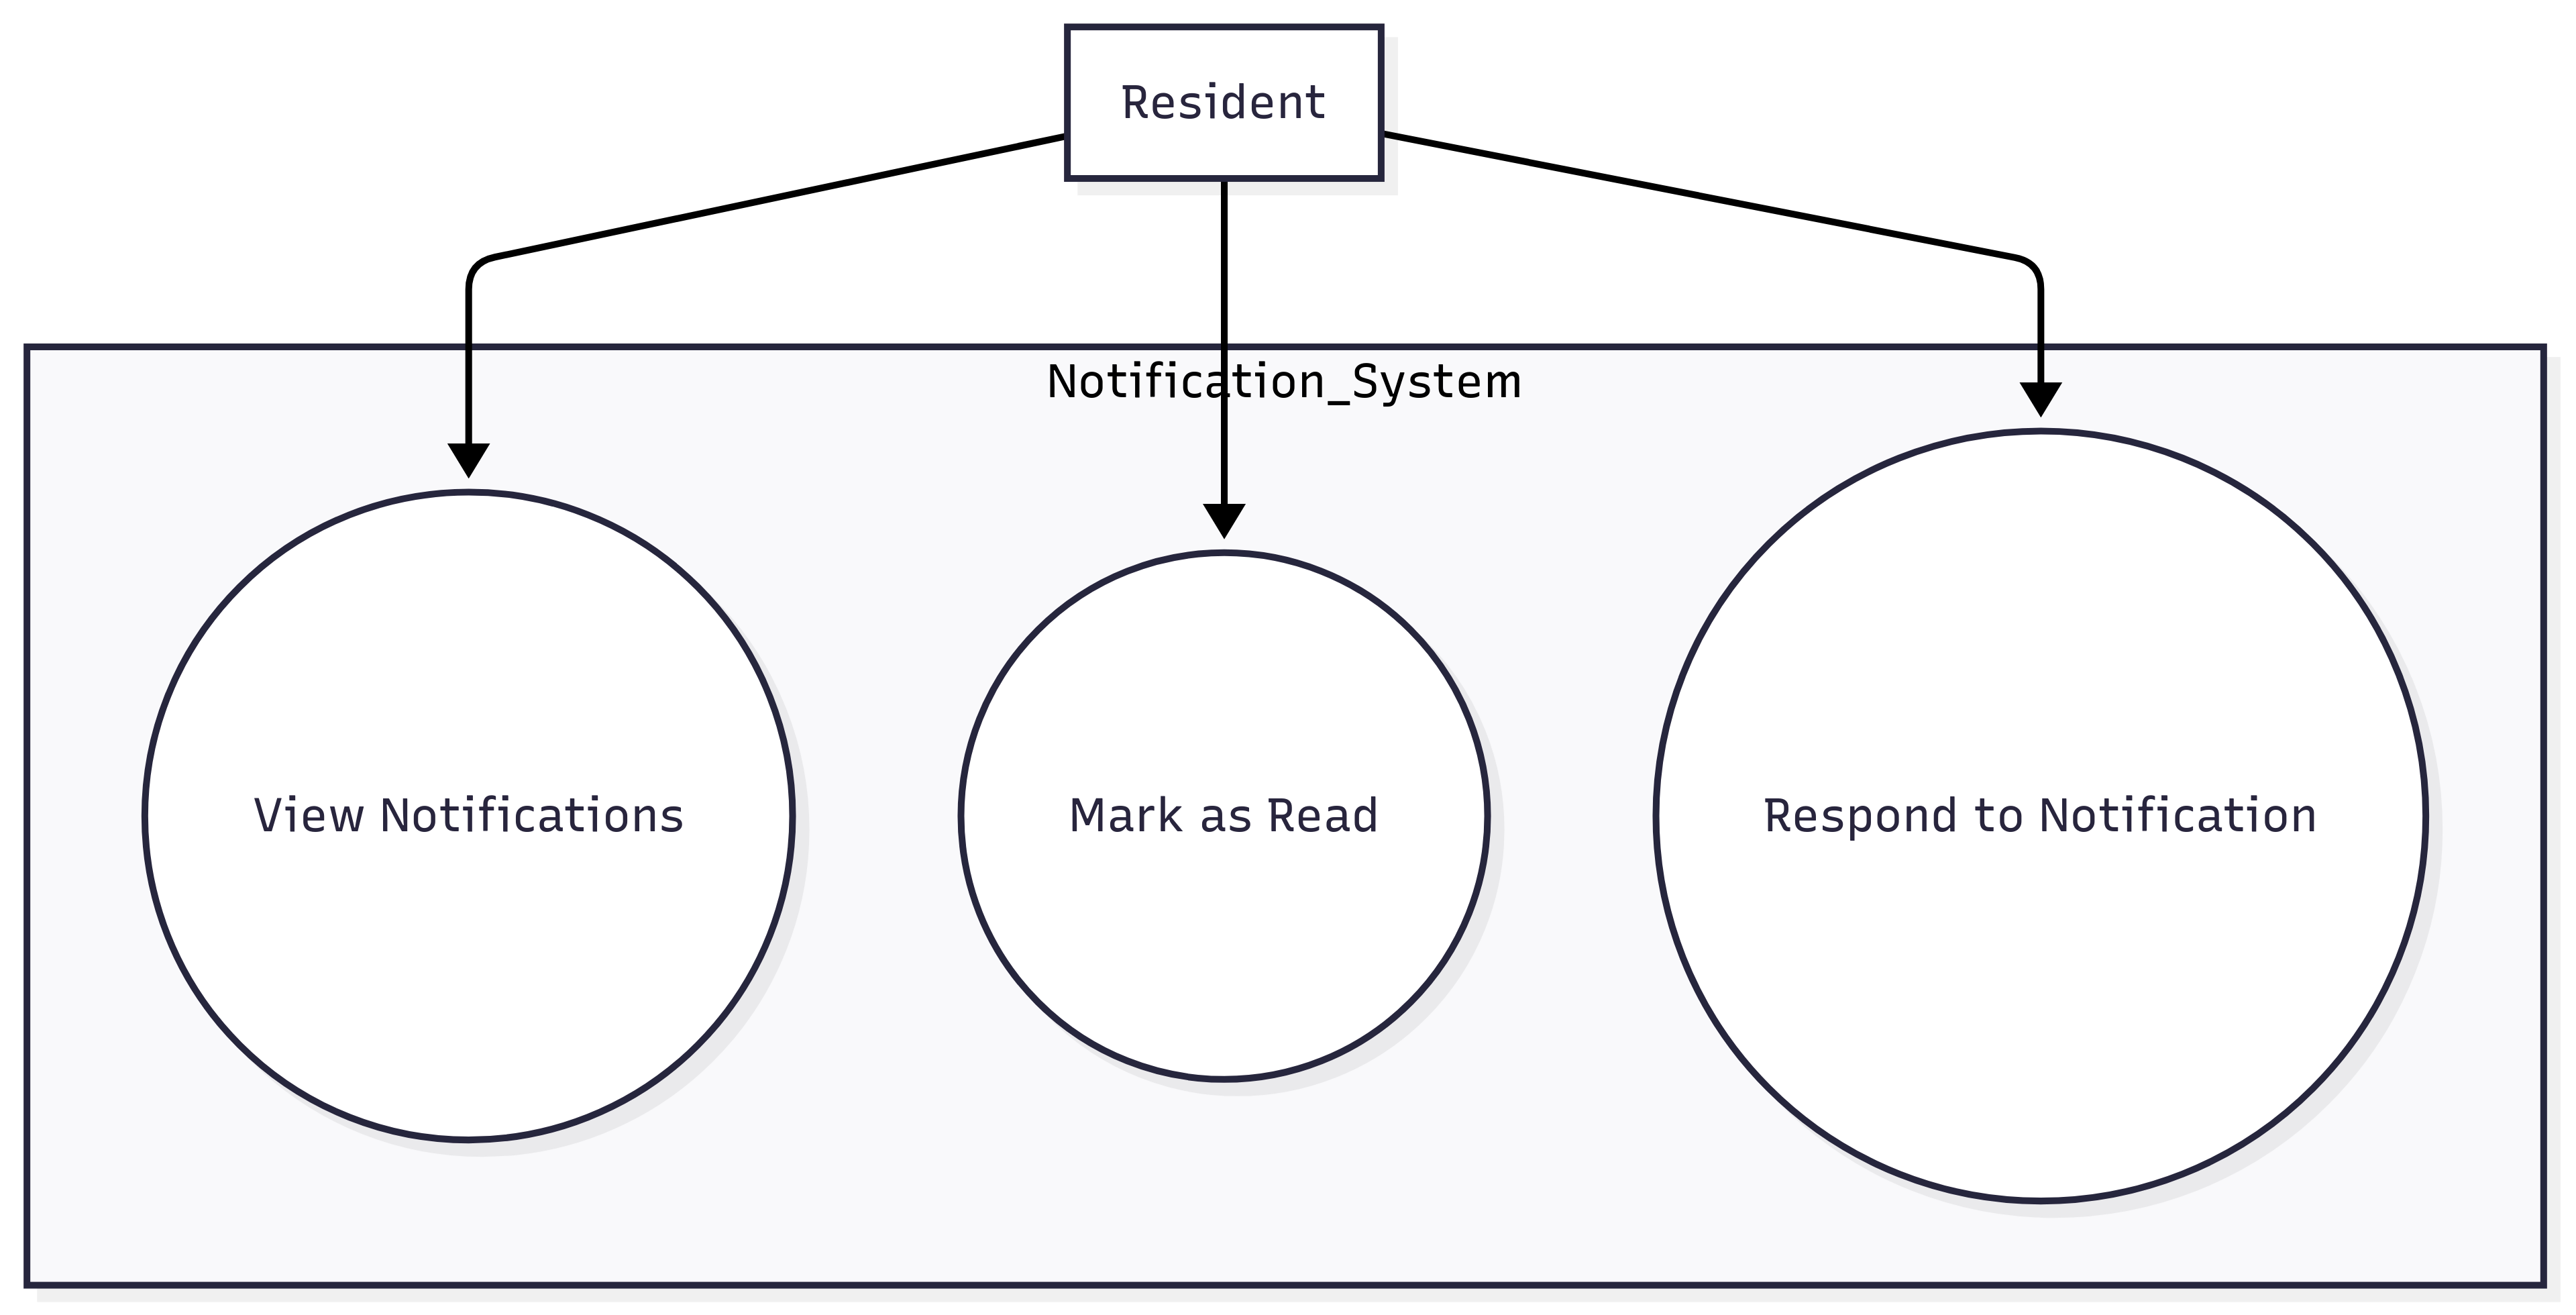 Resident
Notification_System
View Notifications
Mark as Read
Respond to Notification